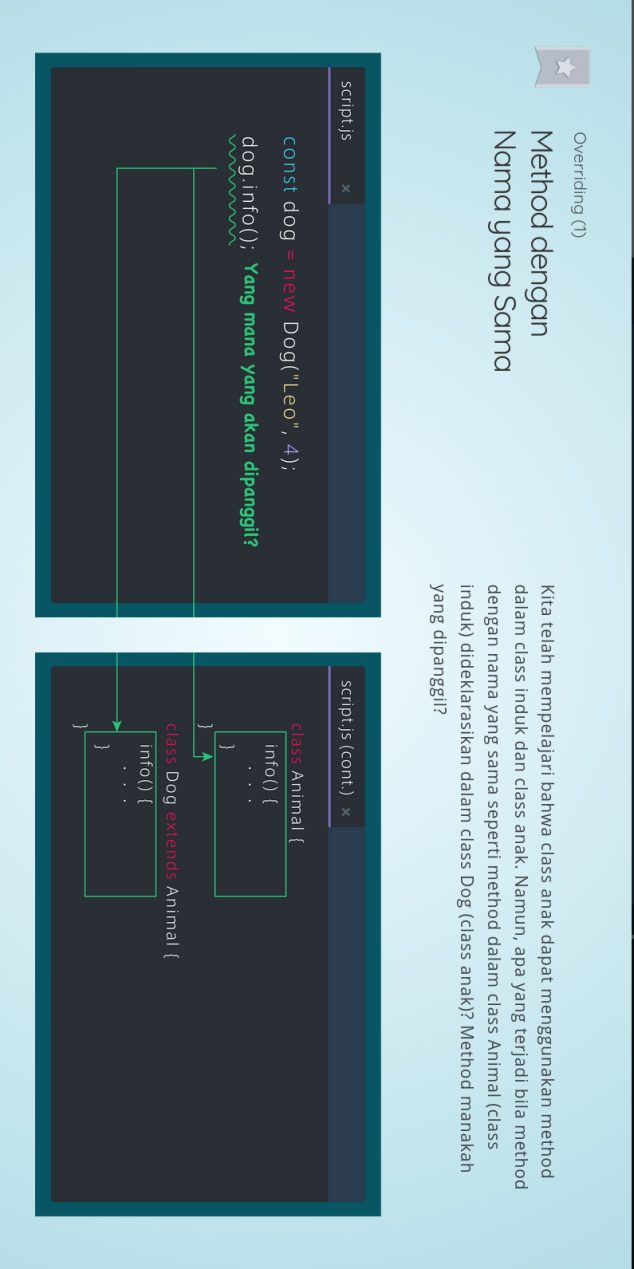 Overriding (1)
Method dengan
Nama yang Sama
Kita telah mempelajari bahwa class anak dapat menggunakan method
dalam class induk dan class anak. Namun, apa yang terjadi bila method
dengan nama yang sama seperti method dalam class Animal (class
induk) dideklarasikan dalam class Dog (class anak)? Method manakah
yang dipanggil?
script.js ×
const dog = new Dog("Leo", 4);
dog.info(); Yang mana yang akan dipanggil?
script.js (cont.) ×
class Animal {
info() {
. . .
}
}
class Dog extends Animal {
info() {
. . .
}
}